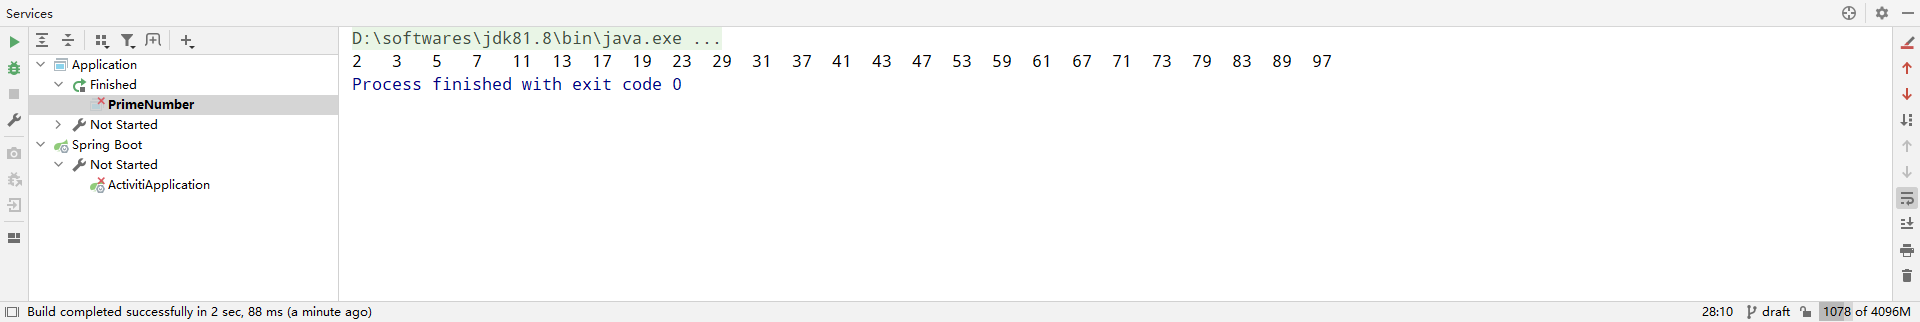 Services
Application
Finished
PrimeNumber
Not Started
Spring Boot
Not Started
ActivitiApplication
D:\softwares\jdk81.8\bin\java.exe ...
2 3 5 7 11 13 17 19 23 29 31 37 41 43 47 53 59 61 67 71 73 79 83 89 97
Process finished with exit code 0
Build completed successfully in 2 sec, 88 ms (a minute ago)
28:10 draft 1078 of 4096M